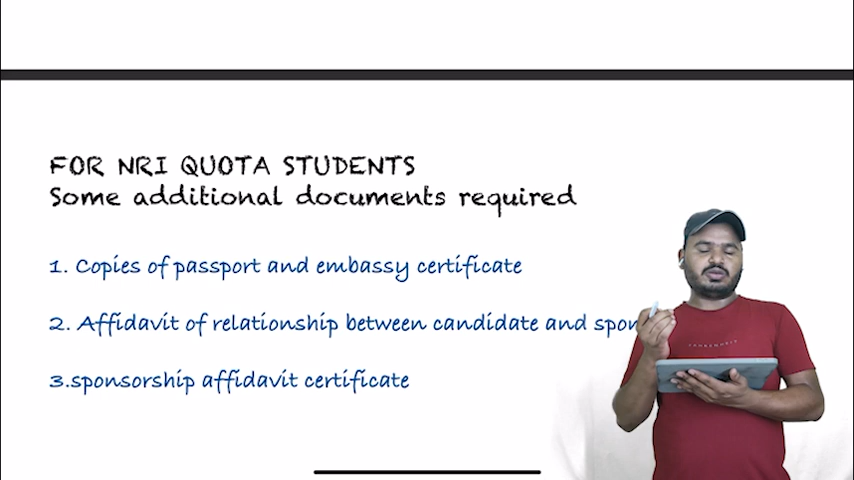 FOR NRI QUOTA STUDENTS
Some additional documents required
1. Copies of passport and embassy certificate
2. Affidavit of relationship between candidate and
3.sponsorship affidavit certificate